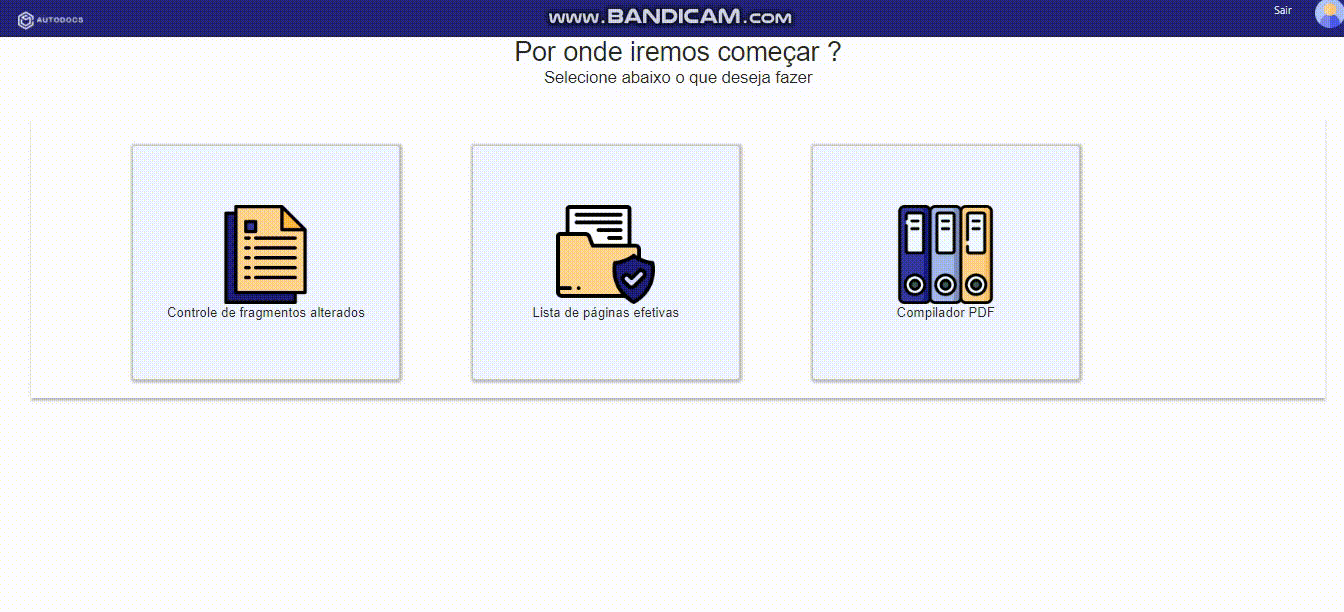 AUTODOCS
www.BANDICAM.com
Sair
Por onde iremos começar ?
Selecione abaixo o que deseja fazer
Controle de fragmentos alterados
Lista de páginas efetivas
Compilador PDF